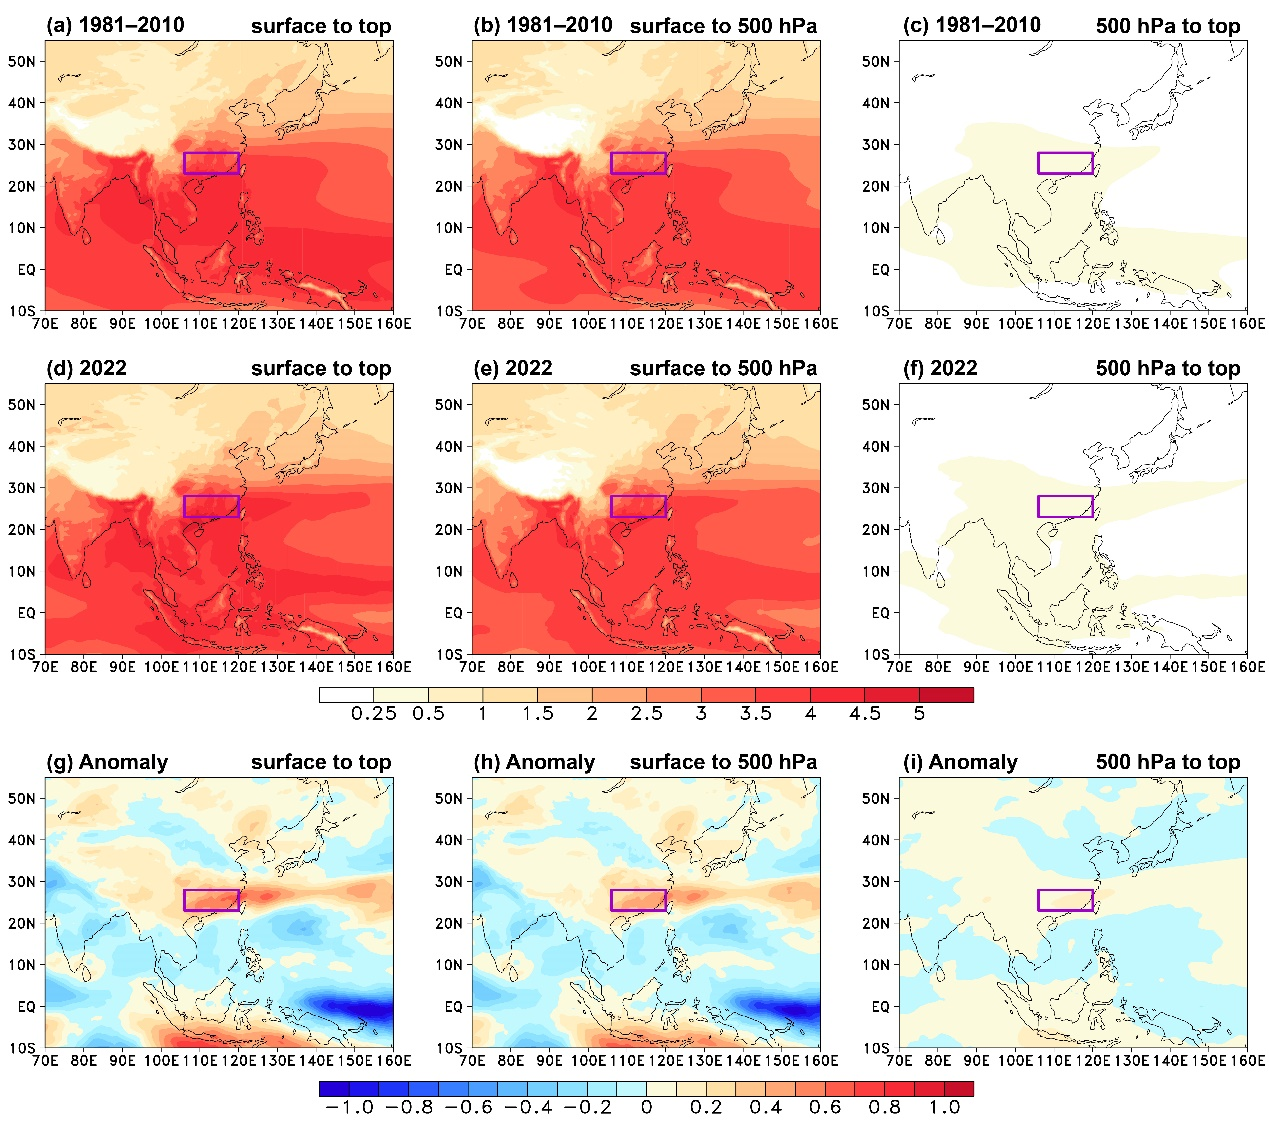 (a) 1981–2010 surface to top (b) 1981–2010 surface to 500 hPa (c) 1981–2010 500 hPa to top
50N 50N 50N
40N 40N 40N
30N 30N 30N
20N 20N 20N
10N 10N 10N
EQ EQ EQ
10S 10S 10S
70E 80E 90E 100E 110E 120E 130E 140E 150E 160E 70E 80E 90E 100E 110E 120E 130E 140E 150E 160E 70E 80E 90E 100E 110E 120E 130E 140E 150E 160E
(d) 2022 surface to top (e) 2022 surface to 500 hPa (f) 2022 500 hPa to top
50N 50N 50N
40N 40N 40N
30N 30N 30N
20N 20N 20N
10N 10N 10N
EQ EQ EQ
10S 10S 10S
70E 80E 90E 100E 110E 120E 130E 140E 150E 160E 70E 80E 90E 100E 110E 120E 130E 140E 150E 160E 70E 80E 90E 100E 110E 120E 130E 140E 150E 160E
0.25 0.5 1 1.5 2 2.5 3 3.5 4 4.5 5
(g) Anomaly surface to top (h) Anomaly surface to 500 hPa (i) Anomaly 500 hPa to top
50N 50N 50N
40N 40N 40N
30N 30N 30N
20N 20N 20N
10N 10N 10N
EQ EQ EQ
10S 10S 10S
70E 80E 90E 100E 110E 120E 130E 140E 150E 160E 70E 80E 90E 100E 110E 120E 130E 140E 150E 160E 70E 80E 90E 100E 110E 120E 130E 140E 150E 160E
−1.0 −0.8 −0.6 −0.4 −0.2 0 0.2 0.4 0.6 0.8 1.0